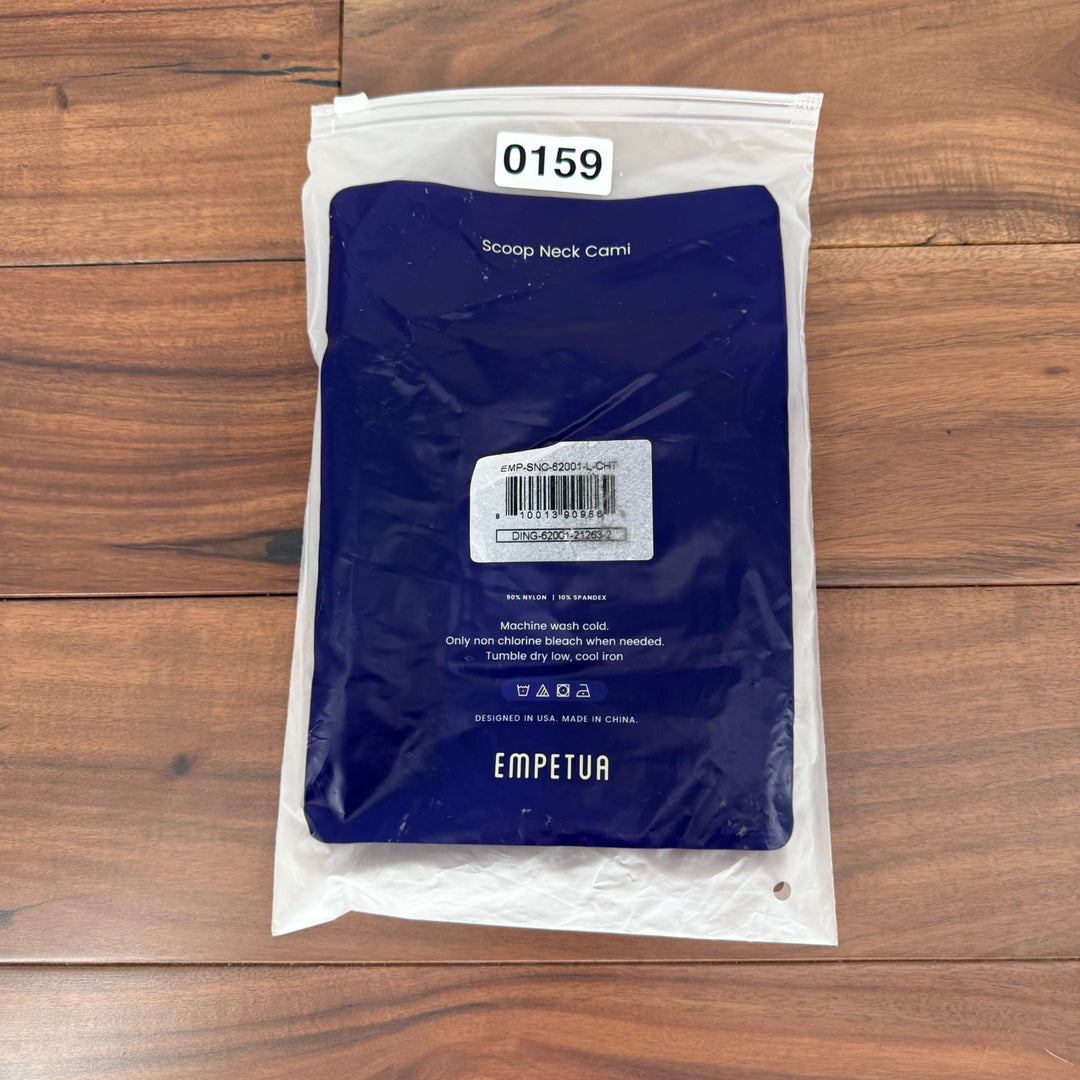 0159
Scoop Neck Cami
EMP-SNC-62001-L-CHT
8 10013 90986
DING-62001-21263-2
90% NYLON | 10% SPANDEX
Machine wash cold.
Only non chlorine bleach when needed.
Tumble dry low, cool iron
DESIGNED IN USA. MADE IN CHINA.
EMPETUA